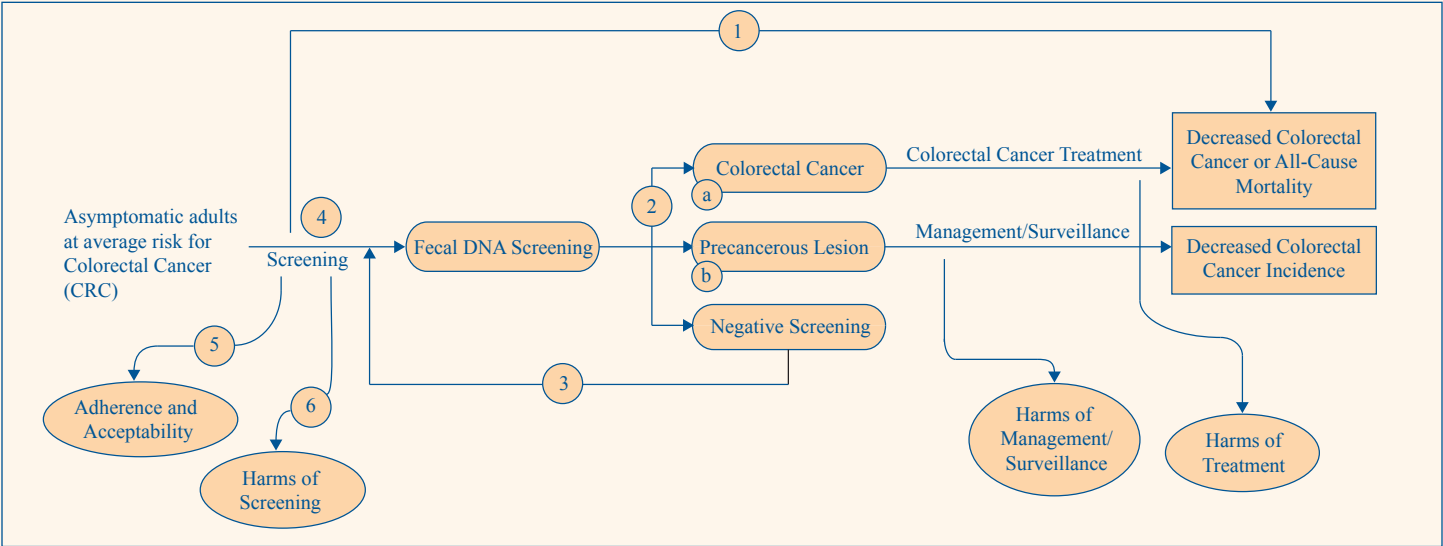 1
Decreased Colorectal
Cancer or All-Cause
Mortality
Colorectal Cancer Treatment
Colorectal Cancer
a
2
Asymptomatic adults
at average risk for
Colorectal Cancer
(CRC)
4
Screening
Fecal DNA Screening
Precancerous Lesion
b
Management/Surveillance
Decreased Colorectal
Cancer Incidence
Negative Screening
3
5
Adherence and
Acceptability
6
Harms of
Screening
Harms of
Management/
Surveillance
Harms of
Treatment